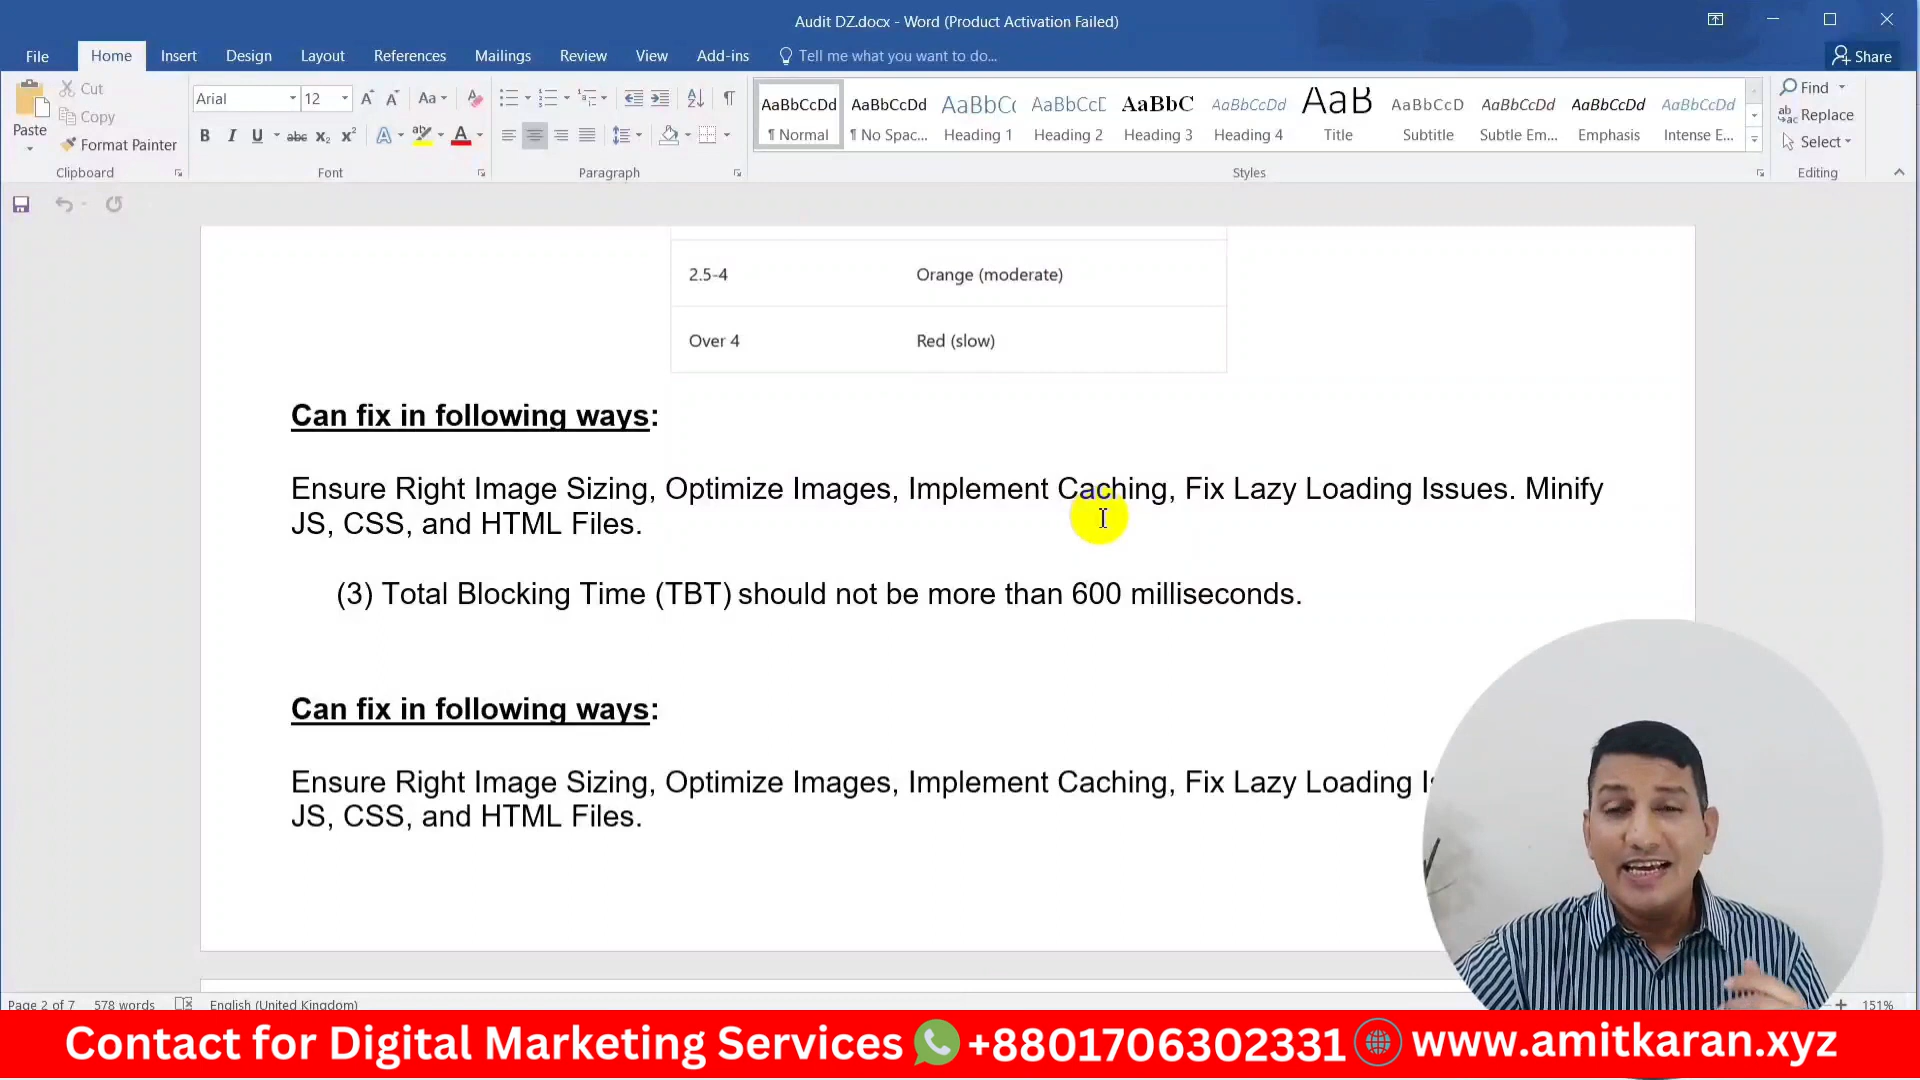 Audit DZ.docx - Word (Product Activation Failed)
File Home Insert Design Layout References Mailings Review View Add-ins Tell me what you want to do... Share
Paste Cut Copy Format Painter
Arial 12
AaBbCcDd AaBbCcDd AaBbC AaBbCcD AaBbC AaBbCcDd AaB AaBbCcD AaBbCcDd AaBbCcDd AaBbCcDd
¶ Normal ¶ No Spac... Heading 1 Heading 2 Heading 3 Heading 4 Title Subtitle Subtle Em... Emphasis Intense E...
Find
Replace
Select
Clipboard Font Paragraph Styles Editing
2.5-4 Orange (moderate)
Over 4 Red (slow)
Can fix in following ways:
Ensure Right Image Sizing, Optimize Images, Implement Caching, Fix Lazy Loading Issues. Minify
JS, CSS, and HTML Files.
(3) Total Blocking Time (TBT) should not be more than 600 milliseconds.
Can fix in following ways:
Ensure Right Image Sizing, Optimize Images, Implement Caching, Fix Lazy Loading
JS, CSS, and HTML Files.
Page 2 of 7 578 words English (United Kingdom) 151%
Contact for Digital Marketing Services +8801706302331 www.amitkaran.xyz